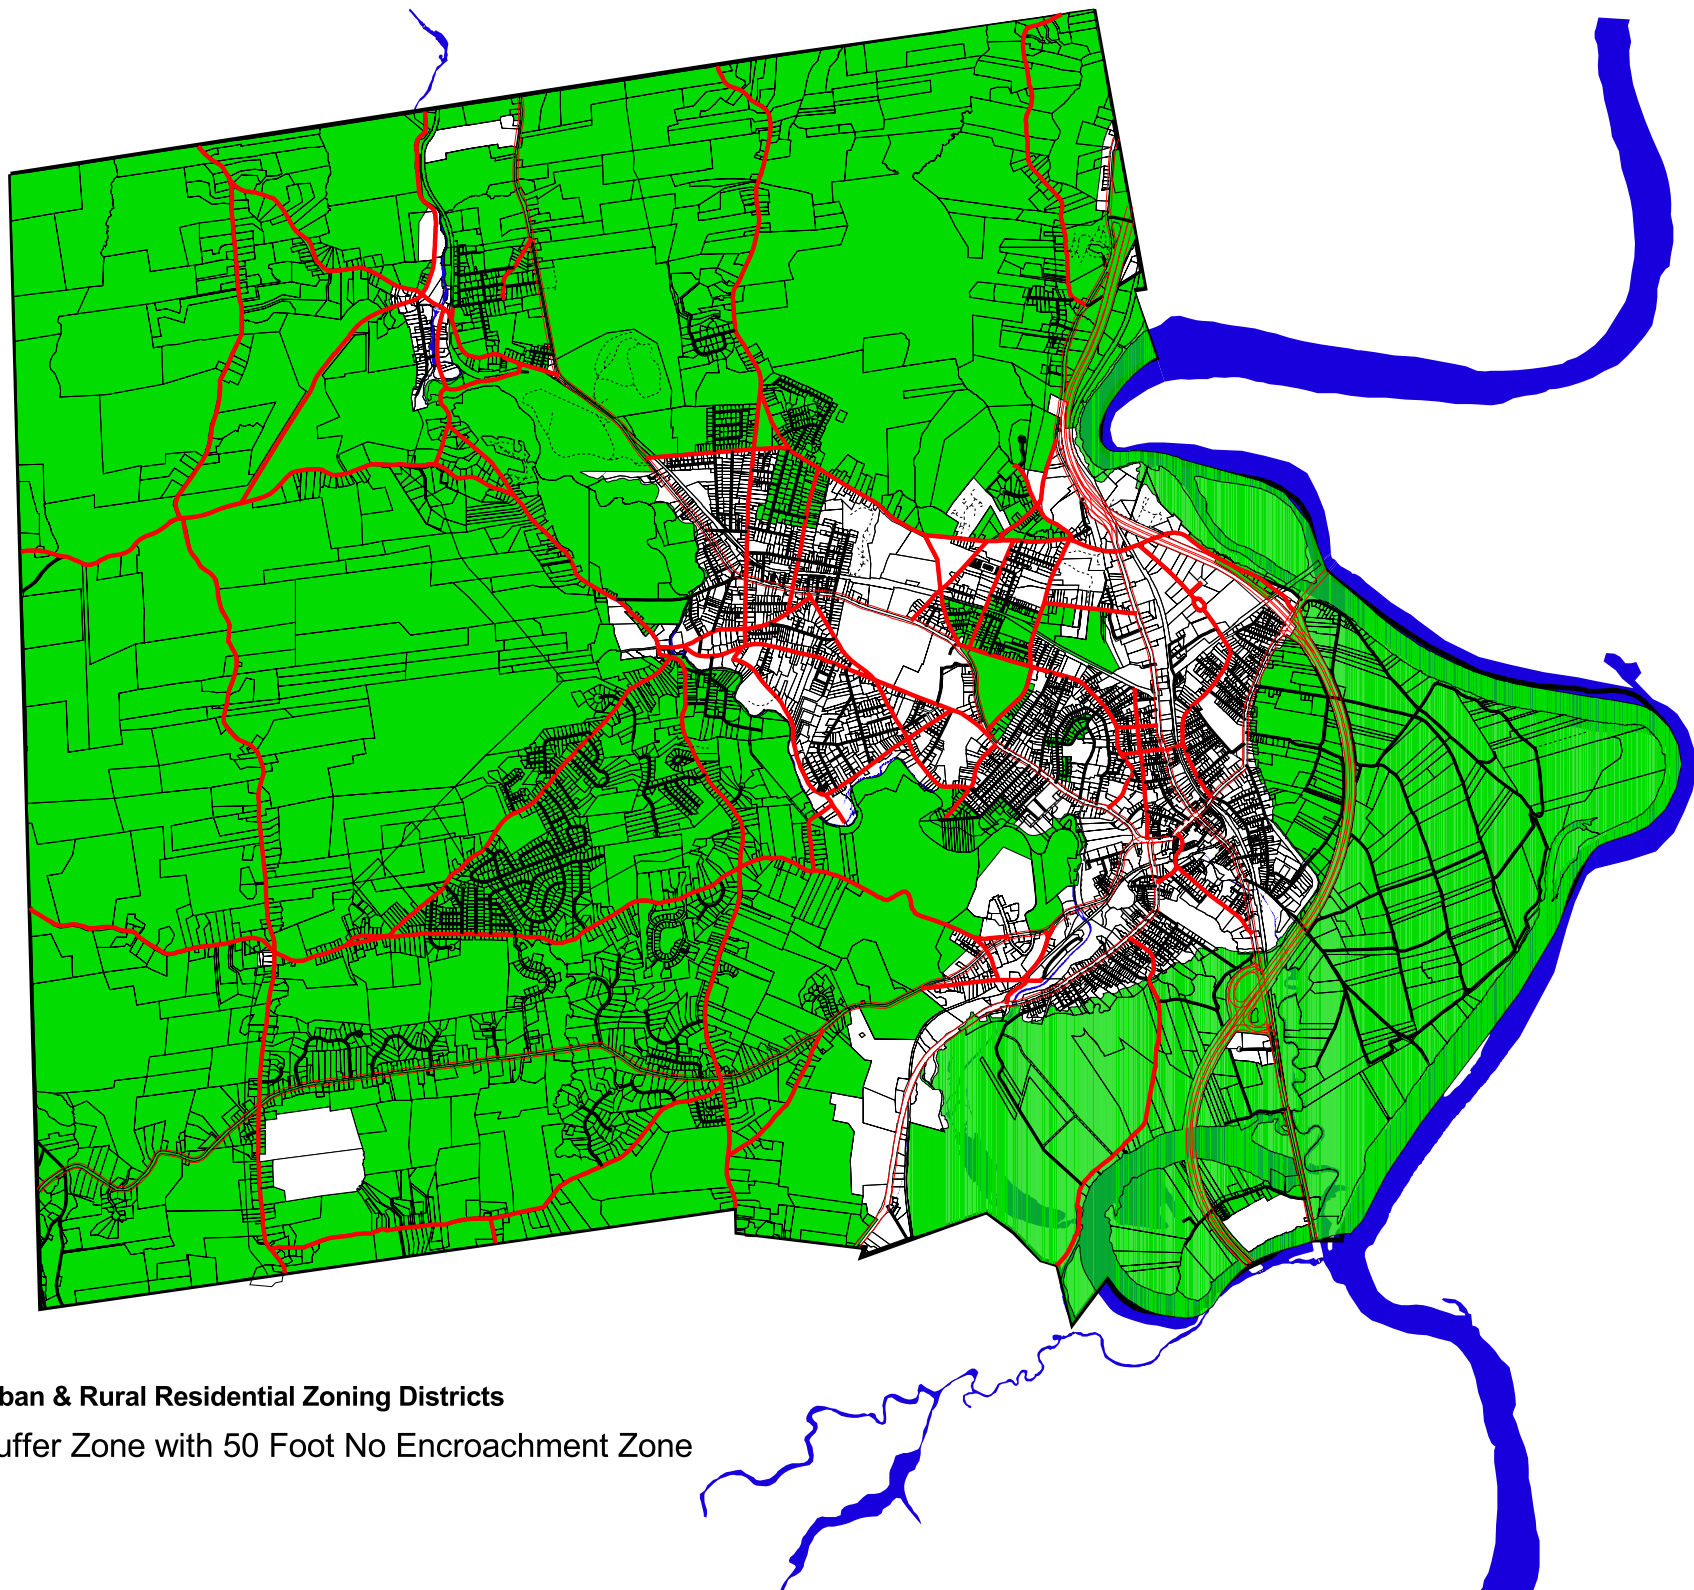 ban & Rural Residential Zoning Districts
uffer Zone with 50 Foot No Encroachment Zone